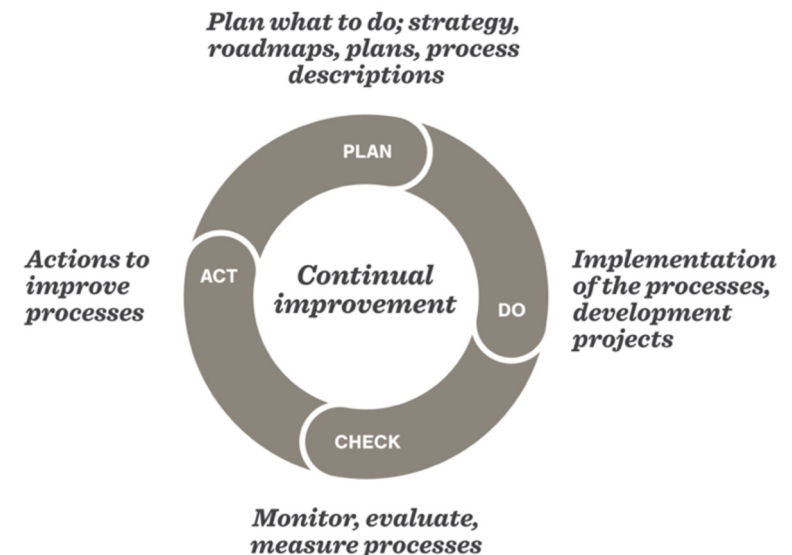 Plan what to do; strategy,
roadmaps, plans, process
descriptions
PLAN
Actions to
improve
processes
ACT
Continual
improvement
DO
Implementation
of the processes,
development
projects
CHECK
Monitor, evaluate,
measure processes